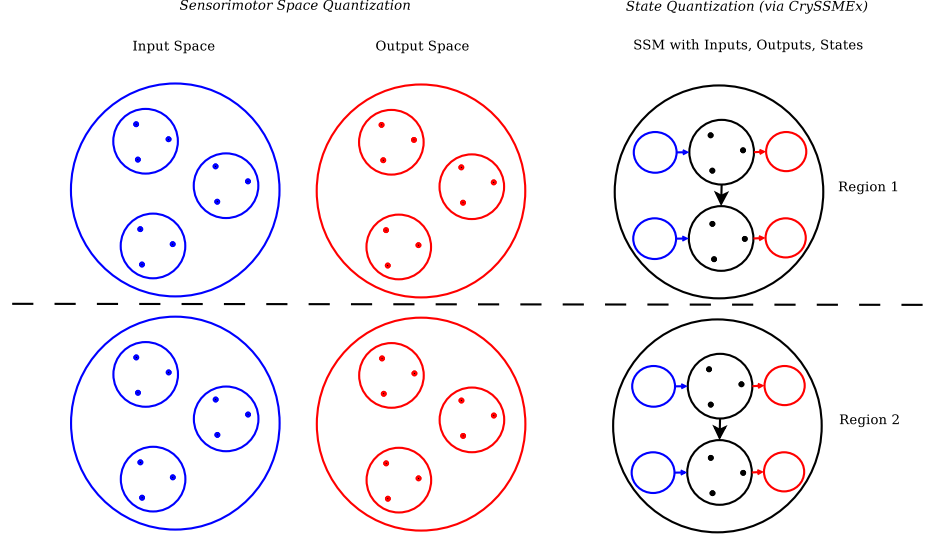 Sensorimotor Space Quantization
State Quantization (via CrySSMEx)
Input Space
Output Space
SSM with Inputs, Outputs, States
Region 1
Region 2